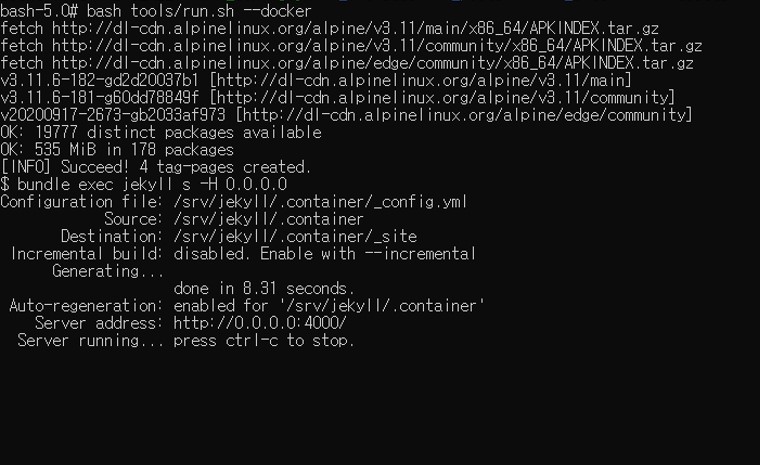 bash-5.0# bash tools/run.sh --docker
fetch http://dl-cdn.alpinelinux.org/alpine/v3.11/main/x86_64/APKINDEX.tar.gz
fetch http://dl-cdn.alpinelinux.org/alpine/v3.11/community/x86_64/APKINDEX.tar.gz
fetch http://dl-cdn.alpinelinux.org/alpine/edge/community/x86_64/APKINDEX.tar.gz
v3.11.6-182-gd2d20037b1 [http://dl-cdn.alpinelinux.org/alpine/v3.11/main]
v3.11.6-181-g60dd78849f [http://dl-cdn.alpinelinux.org/alpine/v3.11/community]
v20200917-2673-gb2033af973 [http://dl-cdn.alpinelinux.org/alpine/edge/community]
OK: 19777 distinct packages available
OK: 535 MiB in 178 packages
[INFO] Succeed! 4 tag-pages created.
$ bundle exec jekyll s -H 0.0.0.0
Configuration file: /srv/jekyll/.container/_config.yml
Source: /srv/jekyll/.container
Destination: /srv/jekyll/.container/_site
Incremental build: disabled. Enable with --incremental
Generating...
done in 8.31 seconds.
Auto-regeneration: enabled for '/srv/jekyll/.container'
Server address: http://0.0.0.0:4000/
Server running... press ctrl-c to stop.